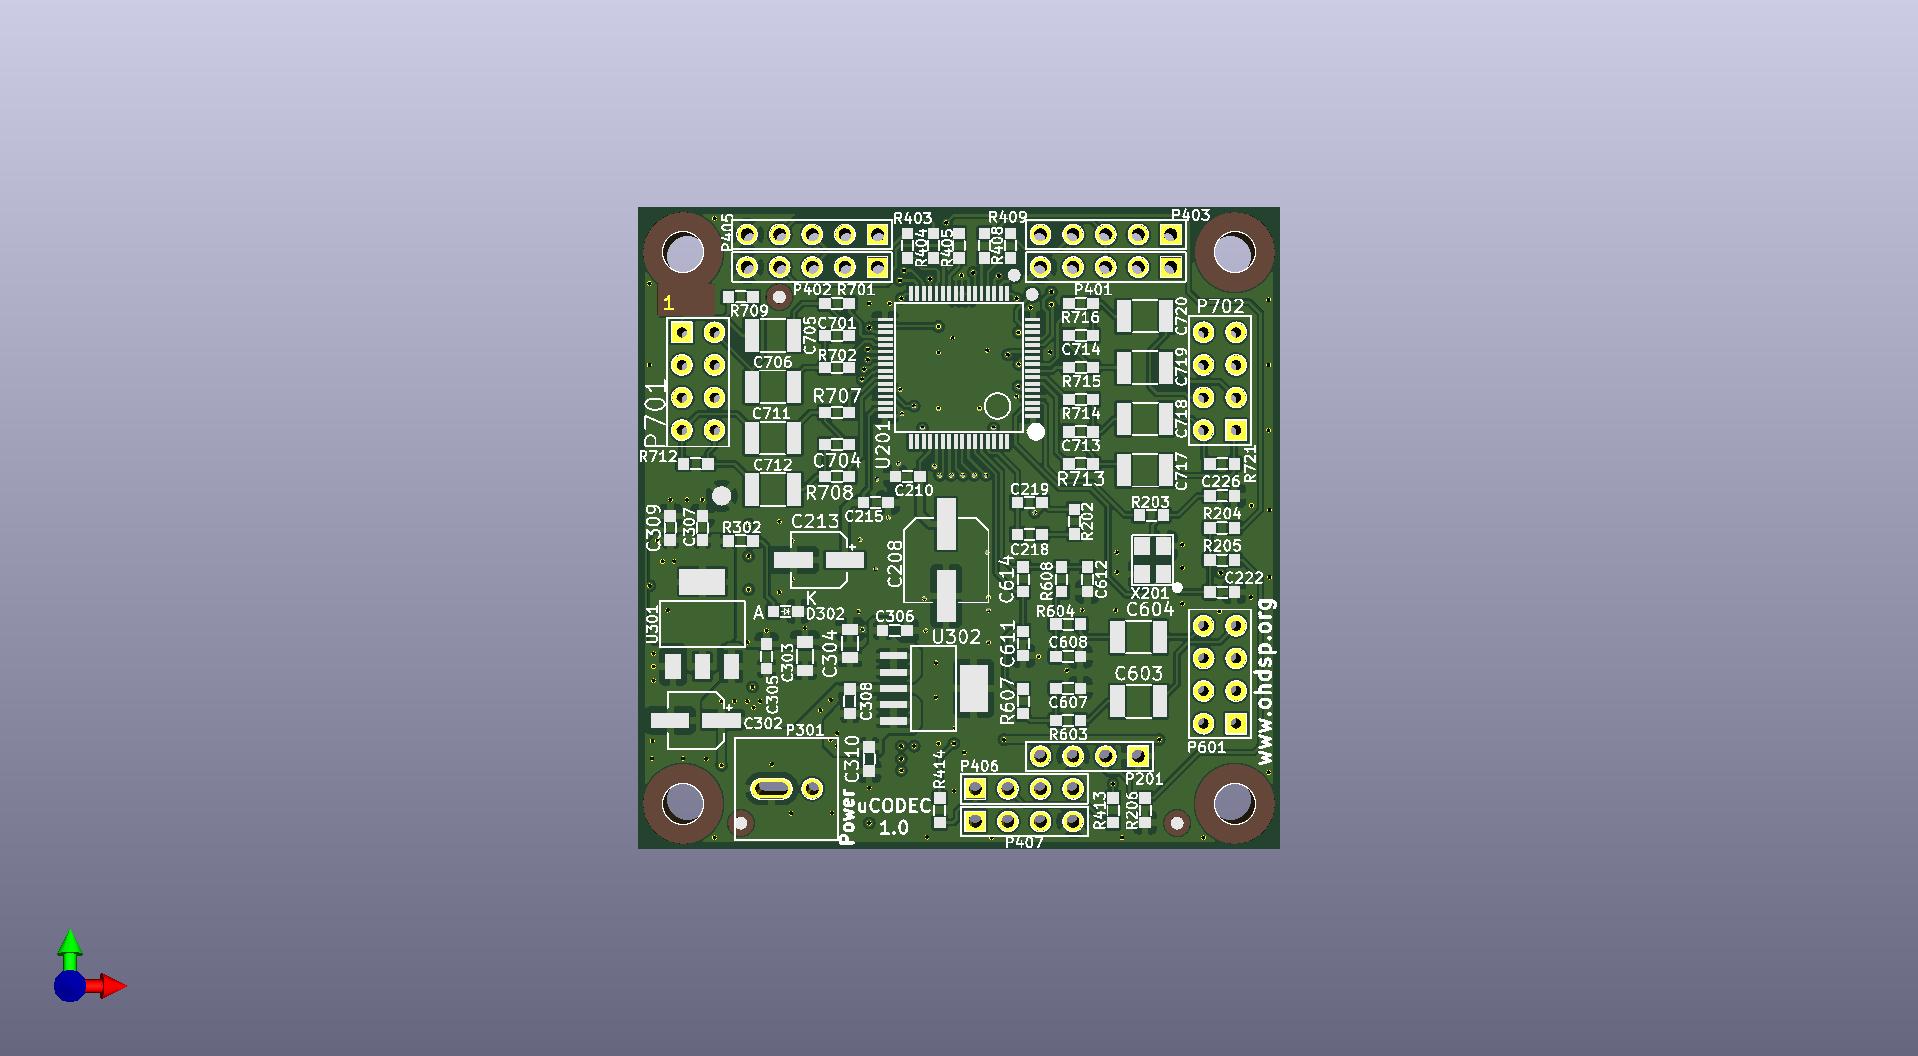 P405
R403
R404
R405
R409
R408
P403
P402
R701
P401
1
R709
C705
C701
R716
C720
P702
C706
R702
C714
C719
R715
P701
C711
R707
R714
C718
U201
C713
R712
C712
C704
R713
C717
R721
R708
C210
C219
C226
C309
C307
R302
C213
C215
R202
R203
R204
+
C208
C218
R205
C614
R608
C612
X201
C222
U301
A
K
D302
C306
R604
C604
U302
C611
C608
C303
C304
C305
C308
R607
C603
C607
+
C302
P301
R603
P601
www.ohdsp.org
C310
R414
P406
P201
Power
uCODEC
1.0
R413
R206
P407